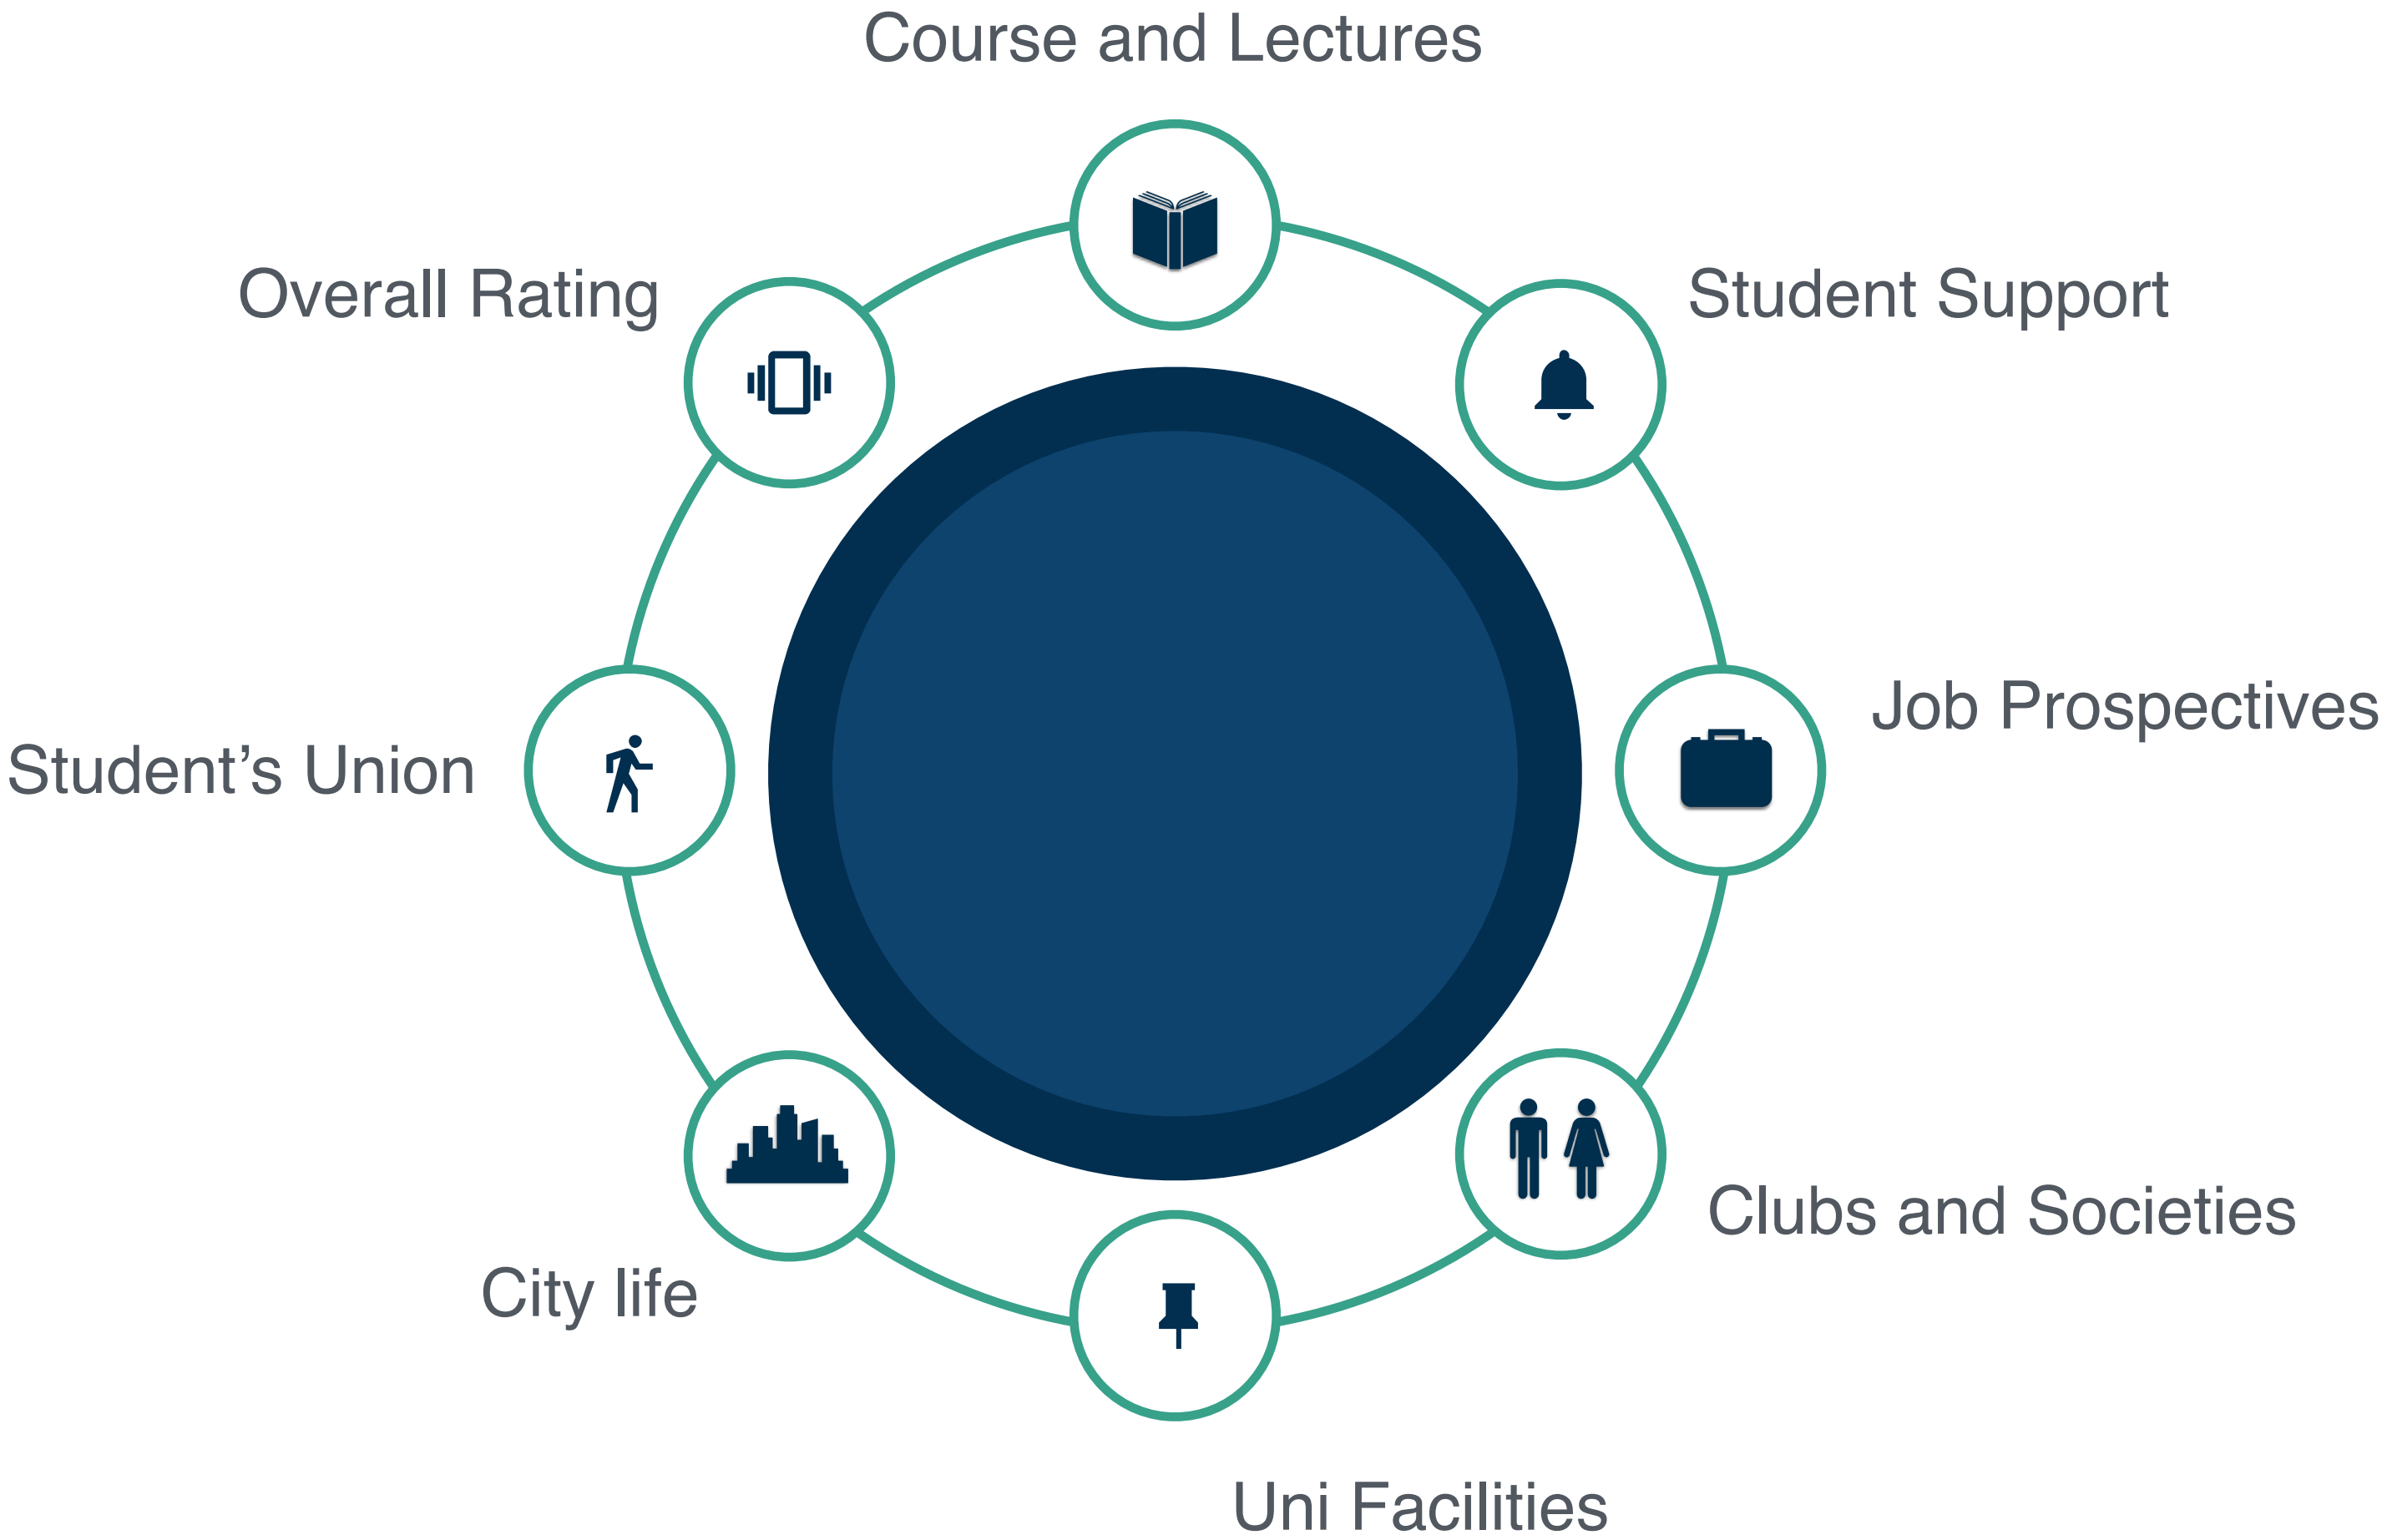 Course and Lectures
Overall Rating
Student Support
Job Prospectives
Student’s Union
Clubs and Societies
City life
Uni Facilities